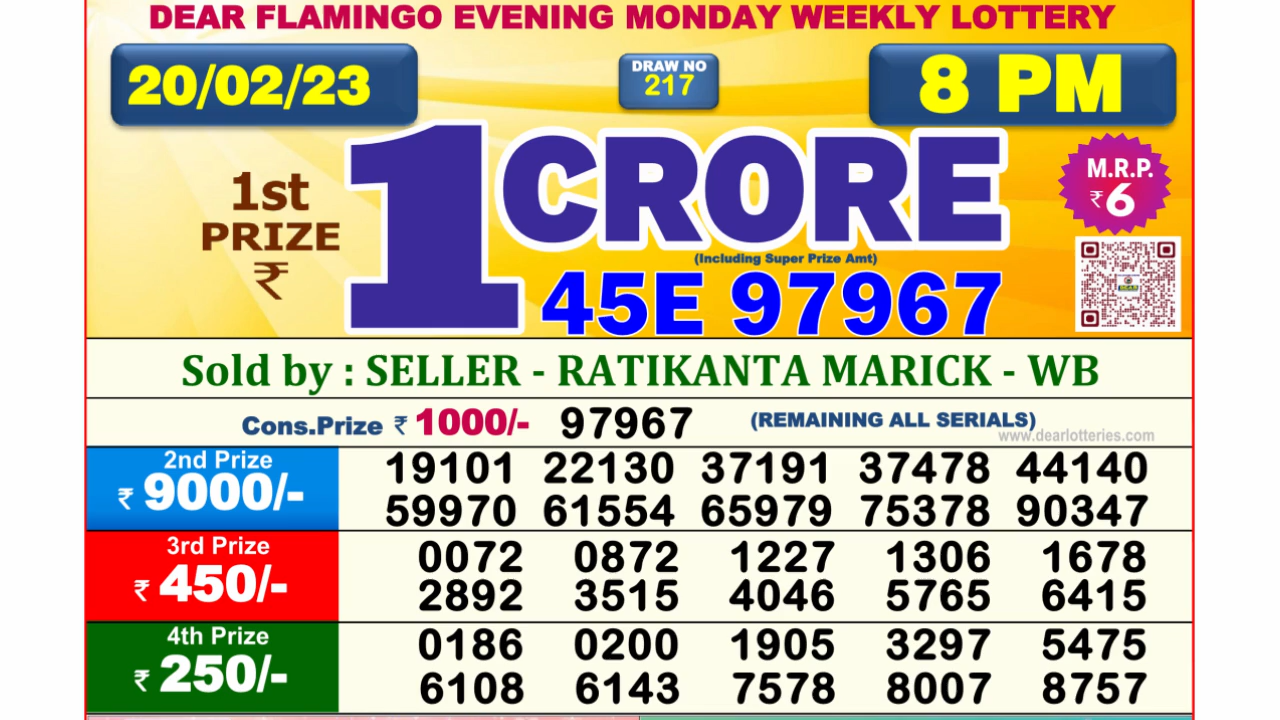 DEAR FLAMINGO EVENING MONDAY WEEKLY LOTTERY
20/02/23
DRAW NO
217
8 PM
1st
PRIZE
₹
1 CRORE
(Including Super Prize Amt)
45E 97967
M.R.P.
₹6
Sold by : SELLER - RATIKANTA MARICK - WB
Cons.Prize ₹ 1000/- 97967 (REMAINING ALL SERIALS)
www.dearlotteries.com
2nd Prize
₹ 9000/-
19101 22130 37191 37478 44140
59970 61554 65979 75378 90347
3rd Prize
₹ 450/-
0072 0872 1227 1306 1678
2892 3515 4046 5765 6415
4th Prize
₹ 250/-
0186 0200 1905 3297 5475
6108 6143 7578 8007 8757